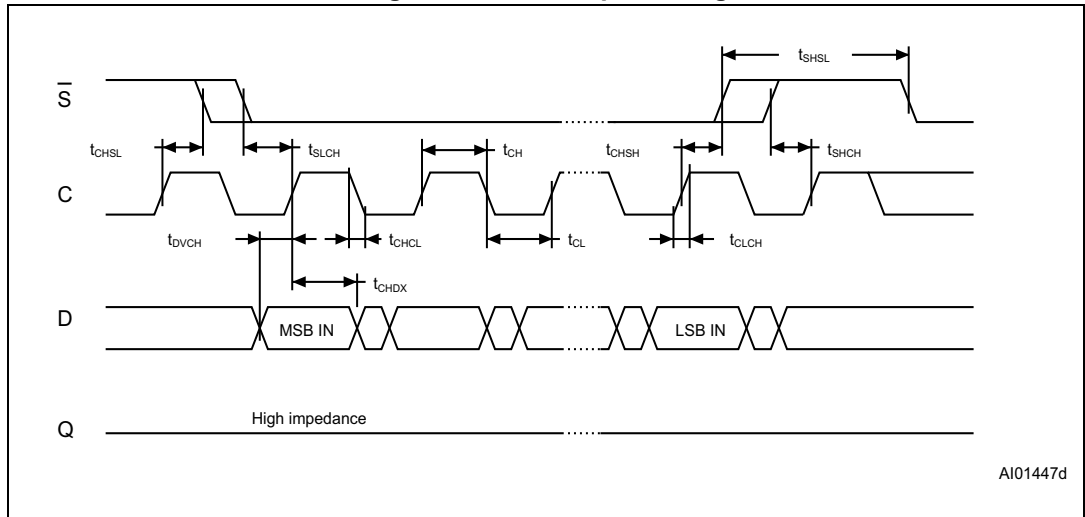 S
tSHSL
tCHSL
tSLCH
tCH
tCHSH
tSHCH
C
tDVCH
tCHCL
tCL
tCLCH
tCHDX
D
MSB IN
LSB IN
High impedance
Q
AI01447d